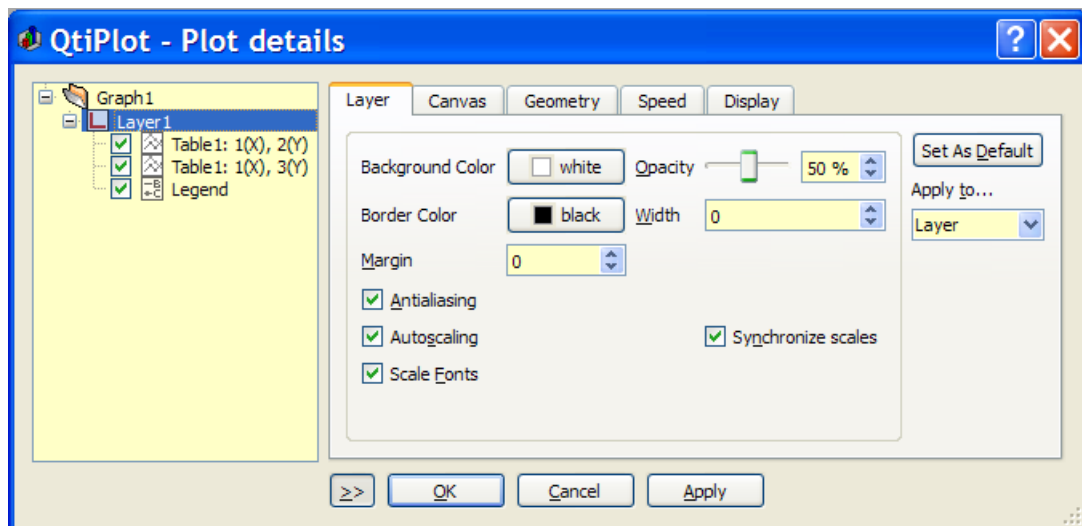 QtiPlot - Plot details
Graph1
Layer1
Table1: 1(X), 2(Y)
Table1: 1(X), 3(Y)
Legend
Layer Canvas Geometry Speed Display
Background Color white Opacity 50 %
Border Color black Width 0
Margin 0
Antialiasing
Autoscaling Synchronize scales
Scale Fonts
Set As Default
Apply to...
Layer
>> OK Cancel Apply